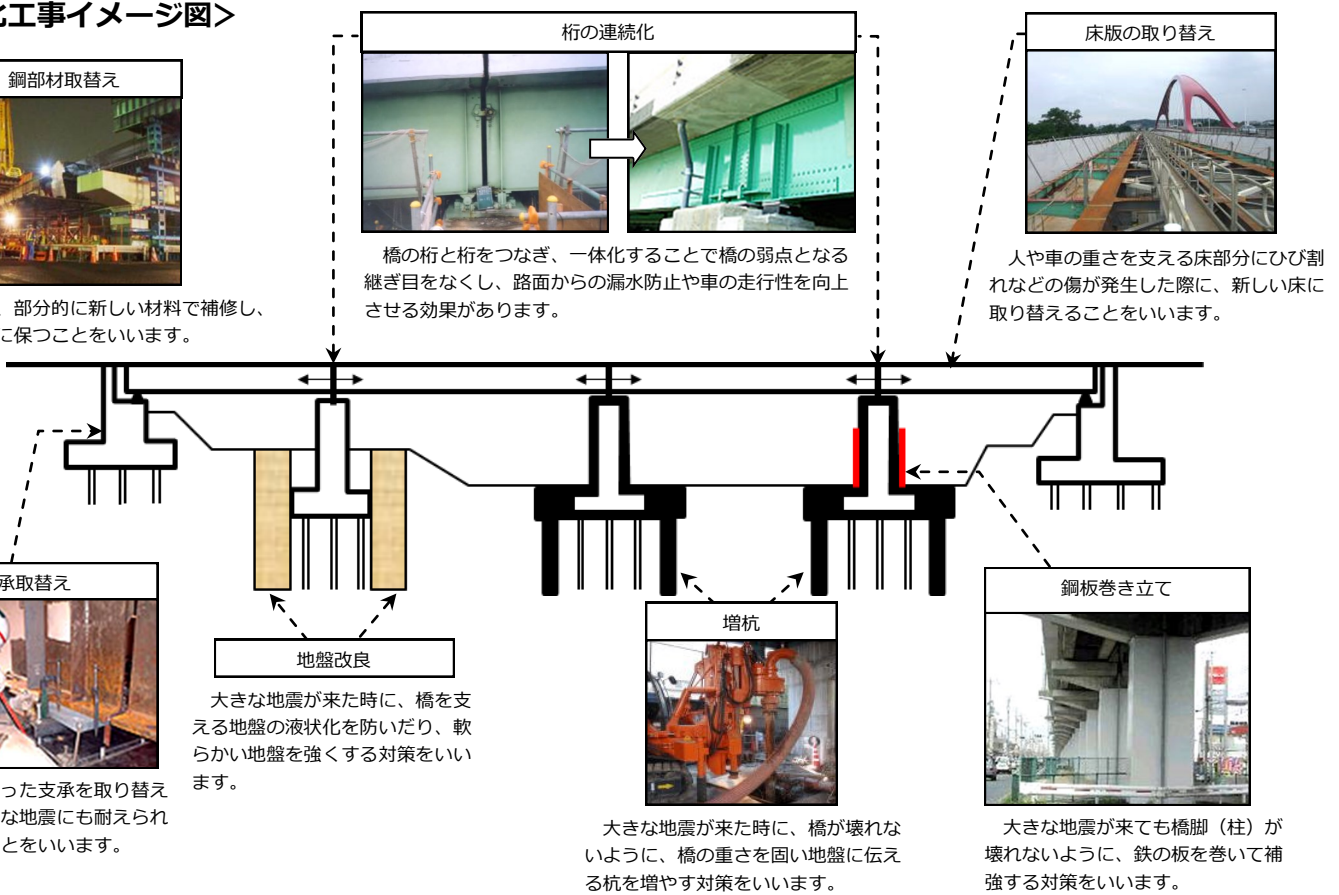 化工事イメージ図＞
鋼部材取替え
、部分的に新しい材料で補修し、
に保つことをいいます。
桁の連続化
橋の桁と桁をつなぎ、一体化することで橋の弱点となる
継ぎ目をなくし、路面からの漏水防止や車の走行性を向上
させる効果があります。
床版の取り替え
人や車の重さを支える床部分にひび割
れなどの傷が発生した際に、新しい床に
取り替えることをいいます。
承取替え
った支承を取り替え
な地震にも耐えられ
とをいいます。
地盤改良
大きな地震が来た時に、橋を支
える地盤の液状化を防いだり、軟
らかい地盤を強くする対策をいい
ます。
増杭
大きな地震が来た時に、橋が壊れな
いように、橋の重さを固い地盤に伝え
る杭を増やす対策をいいます。
鋼板巻き立て
大きな地震が来ても橋脚（柱）が
壊れないように、鉄の板を巻いて補
強する対策をいいます。